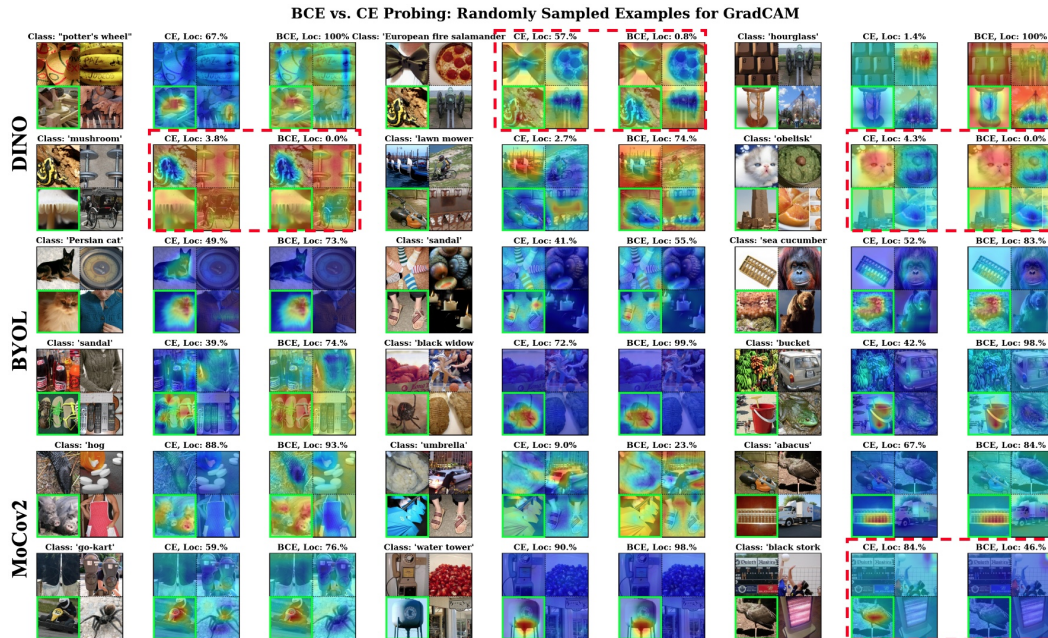 BCE vs. CE Probing: Randomly Sampled Examples for GradCAM
Class: "potter's wheel" CE, Loc: 67.% BCE, Loc: 100% Class: 'European fire salamander CE, Loc: 57.% BCE, Loc: 0.8% Class: 'hourglass' CE, Loc: 1.4% BCE, Loc: 100%
DINO
Class: 'mushroom' CE, Loc: 3.8% BCE, Loc: 0.0% Class: 'lawn mower CE, Loc: 2.7% BCE, Loc: 74.% Class: 'obelisk' CE, Loc: 4.3% BCE, Loc: 0.0%
Class: 'Persian cat' CE, Loc: 49.% BCE, Loc: 73.% Class: 'sandal' CE, Loc: 41.% BCE, Loc: 55.% Class: 'sea cucumber CE, Loc: 52.% BCE, Loc: 83.%
BYOL
Class: 'sandal' CE, Loc: 39.% BCE, Loc: 74.% Class: 'black widow CE, Loc: 72.% BCE, Loc: 99.% Class: 'bucket' CE, Loc: 42.% BCE, Loc: 98.%
Class: 'hog' CE, Loc: 88.% BCE, Loc: 93.% Class: 'umbrella' CE, Loc: 9.0% BCE, Loc: 23.% Class: 'abacus' CE, Loc: 67.% BCE, Loc: 84.%
MoCov2
Class: 'go-kart' CE, Loc: 59.% BCE, Loc: 76.% Class: 'water tower' CE, Loc: 90.% BCE, Loc: 98.% Class: 'black stork CE, Loc: 84.% BCE, Loc: 46.%